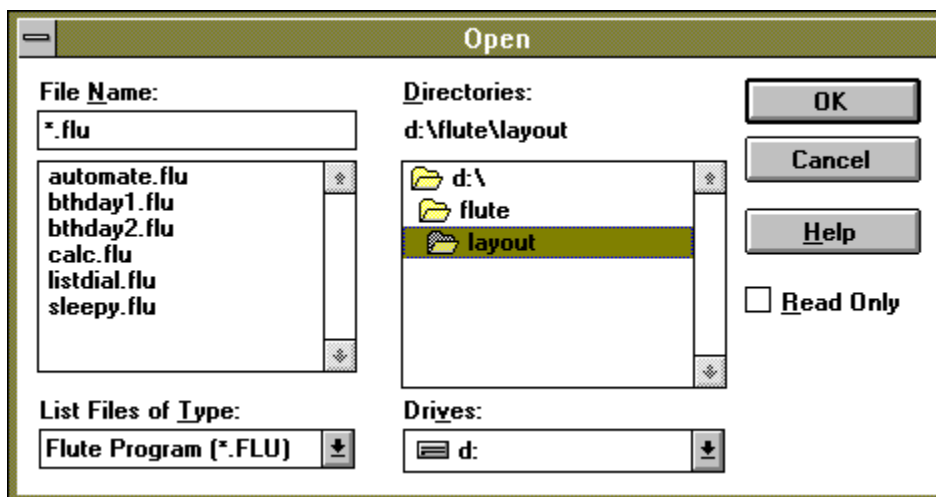 Open
File Name:
*.flu
automate.flu
bthday1.flu
bthday2.flu
calc.flu
listdial.flu
sleepy.flu
List Files of Type:
Flute Program (*.FLU)
Directories:
d:\flute\layout
d:\
flute
layout
Drives:
d:
OK
Cancel
Help
Read Only